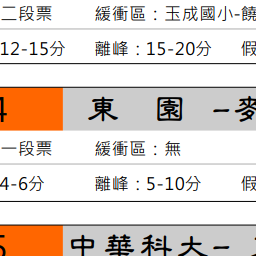 二段票 緩衝區：玉成國小-饒
12-15分 離峰：15-20分 假
4 東 園 -麥
一段票 緩衝區：無
4-6分 離峰：5-10分 假
5 中華科大-